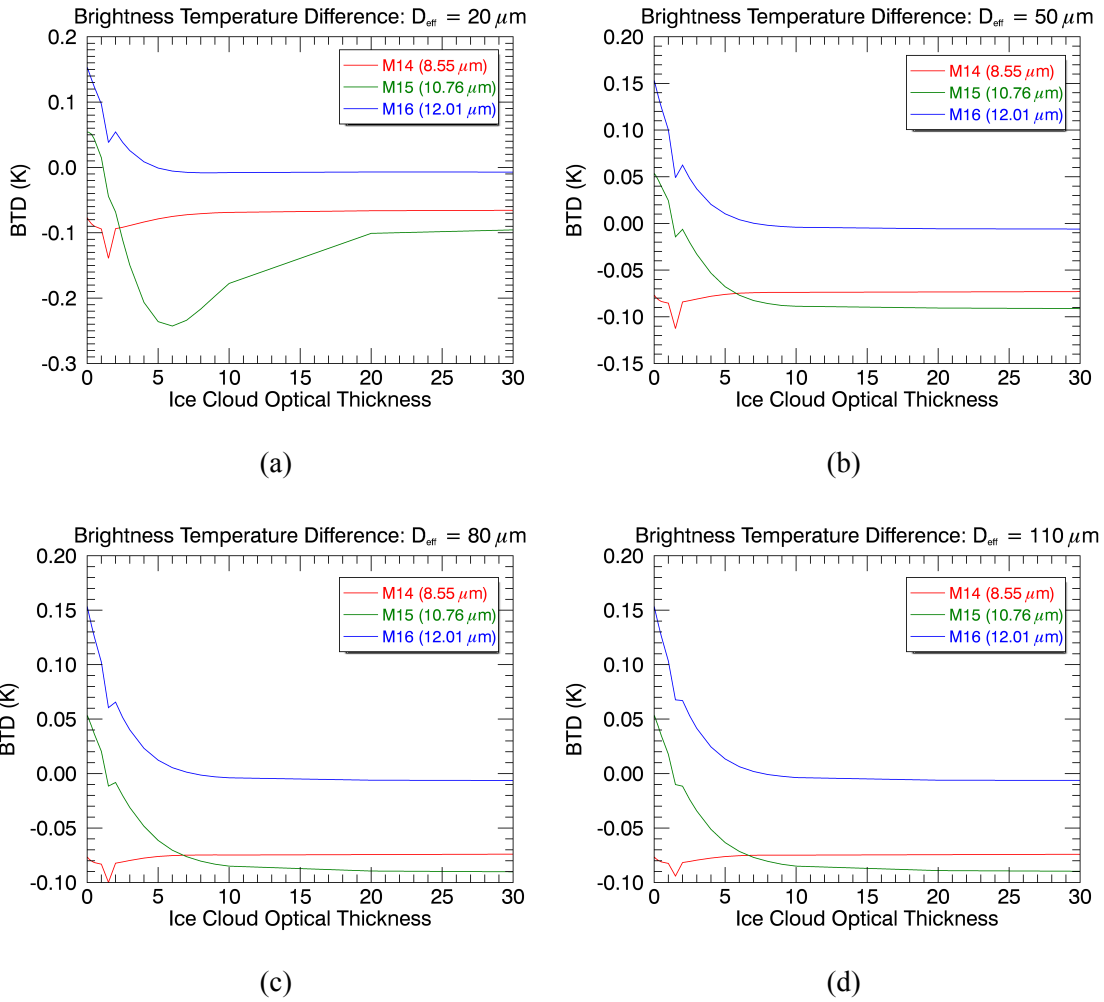 Brightness Temperature Difference: Deff = 20 μm
0.2
0.1
0.0
-0.1
-0.2
-0.3
BTD (K)
M14 (8.55 μm)
M15 (10.76 μm)
M16 (12.01 μm)
0 5 10 15 20 25 30
Ice Cloud Optical Thickness
(a)
Brightness Temperature Difference: Deff = 50 μm
0.20
0.15
0.10
0.05
0.00
-0.05
-0.10
-0.15
BTD (K)
M14 (8.55 μm)
M15 (10.76 μm)
M16 (12.01 μm)
0 5 10 15 20 25 30
Ice Cloud Optical Thickness
(b)
Brightness Temperature Difference: Deff = 80 μm
0.20
0.15
0.10
0.05
0.00
-0.05
-0.10
BTD (K)
M14 (8.55 μm)
M15 (10.76 μm)
M16 (12.01 μm)
0 5 10 15 20 25 30
Ice Cloud Optical Thickness
(c)
Brightness Temperature Difference: Deff = 110 μm
0.20
0.15
0.10
0.05
0.00
-0.05
-0.10
BTD (K)
M14 (8.55 μm)
M15 (10.76 μm)
M16 (12.01 μm)
0 5 10 15 20 25 30
Ice Cloud Optical Thickness
(d)